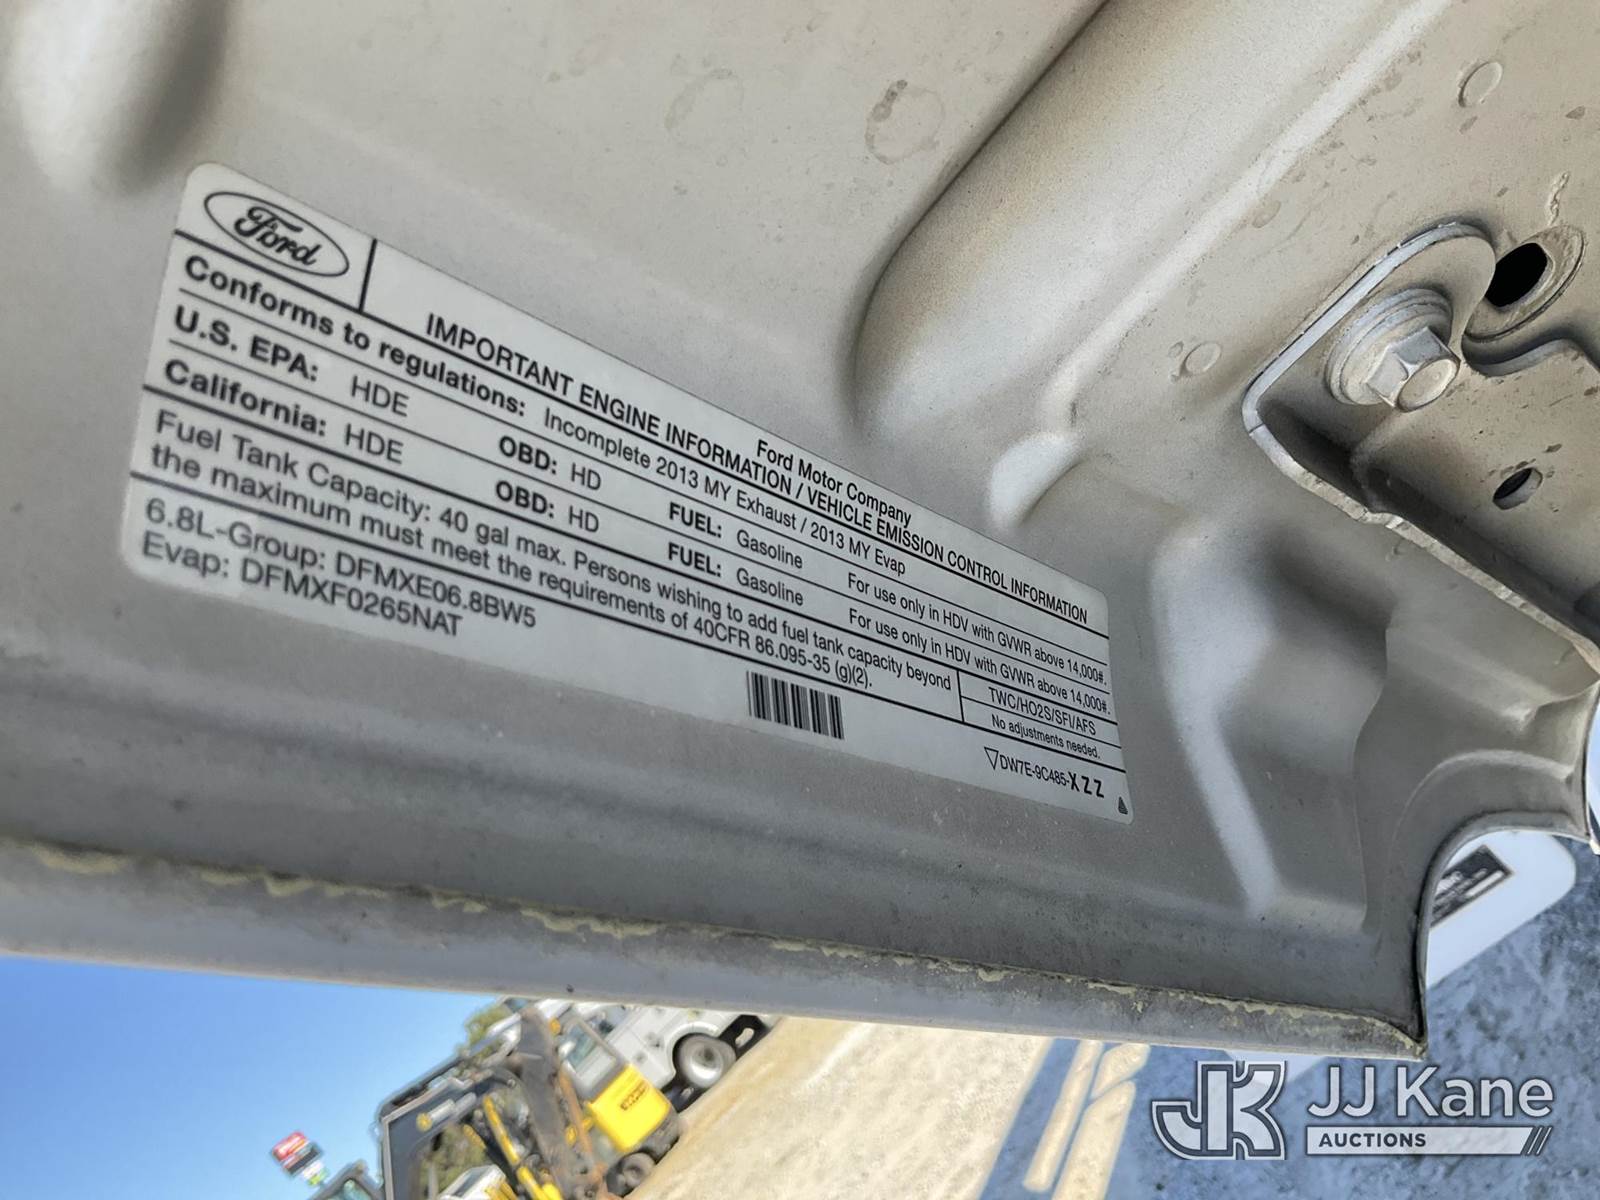 Ford
Ford Motor Company
IMPORTANT ENGINE INFORMATION / VEHICLE EMISSION CONTROL INFORMATION
Conforms to regulations: Incomplete 2013 MY Exhaust / 2013 MY Evap
U.S. EPA: HDE OBD: HD FUEL: Gasoline For use only in HDV with GVWR above 14,000#.
California: HDE OBD: HD FUEL: Gasoline For use only in HDV with GVWR above 14,000#.
Fuel Tank Capacity: 40 gal max. Persons wishing to add fuel tank capacity beyond
the maximum must meet the requirements of 40CFR 86.095-35 (g)(2).
TWC/HO2S/SFI/AFS
No adjustments needed.
6.8L-Group: DFMXE06.8BW5
Evap: DFMXF0265NAT
DW7E-9C485-XZZ
JK JJ Kane
AUCTIONS